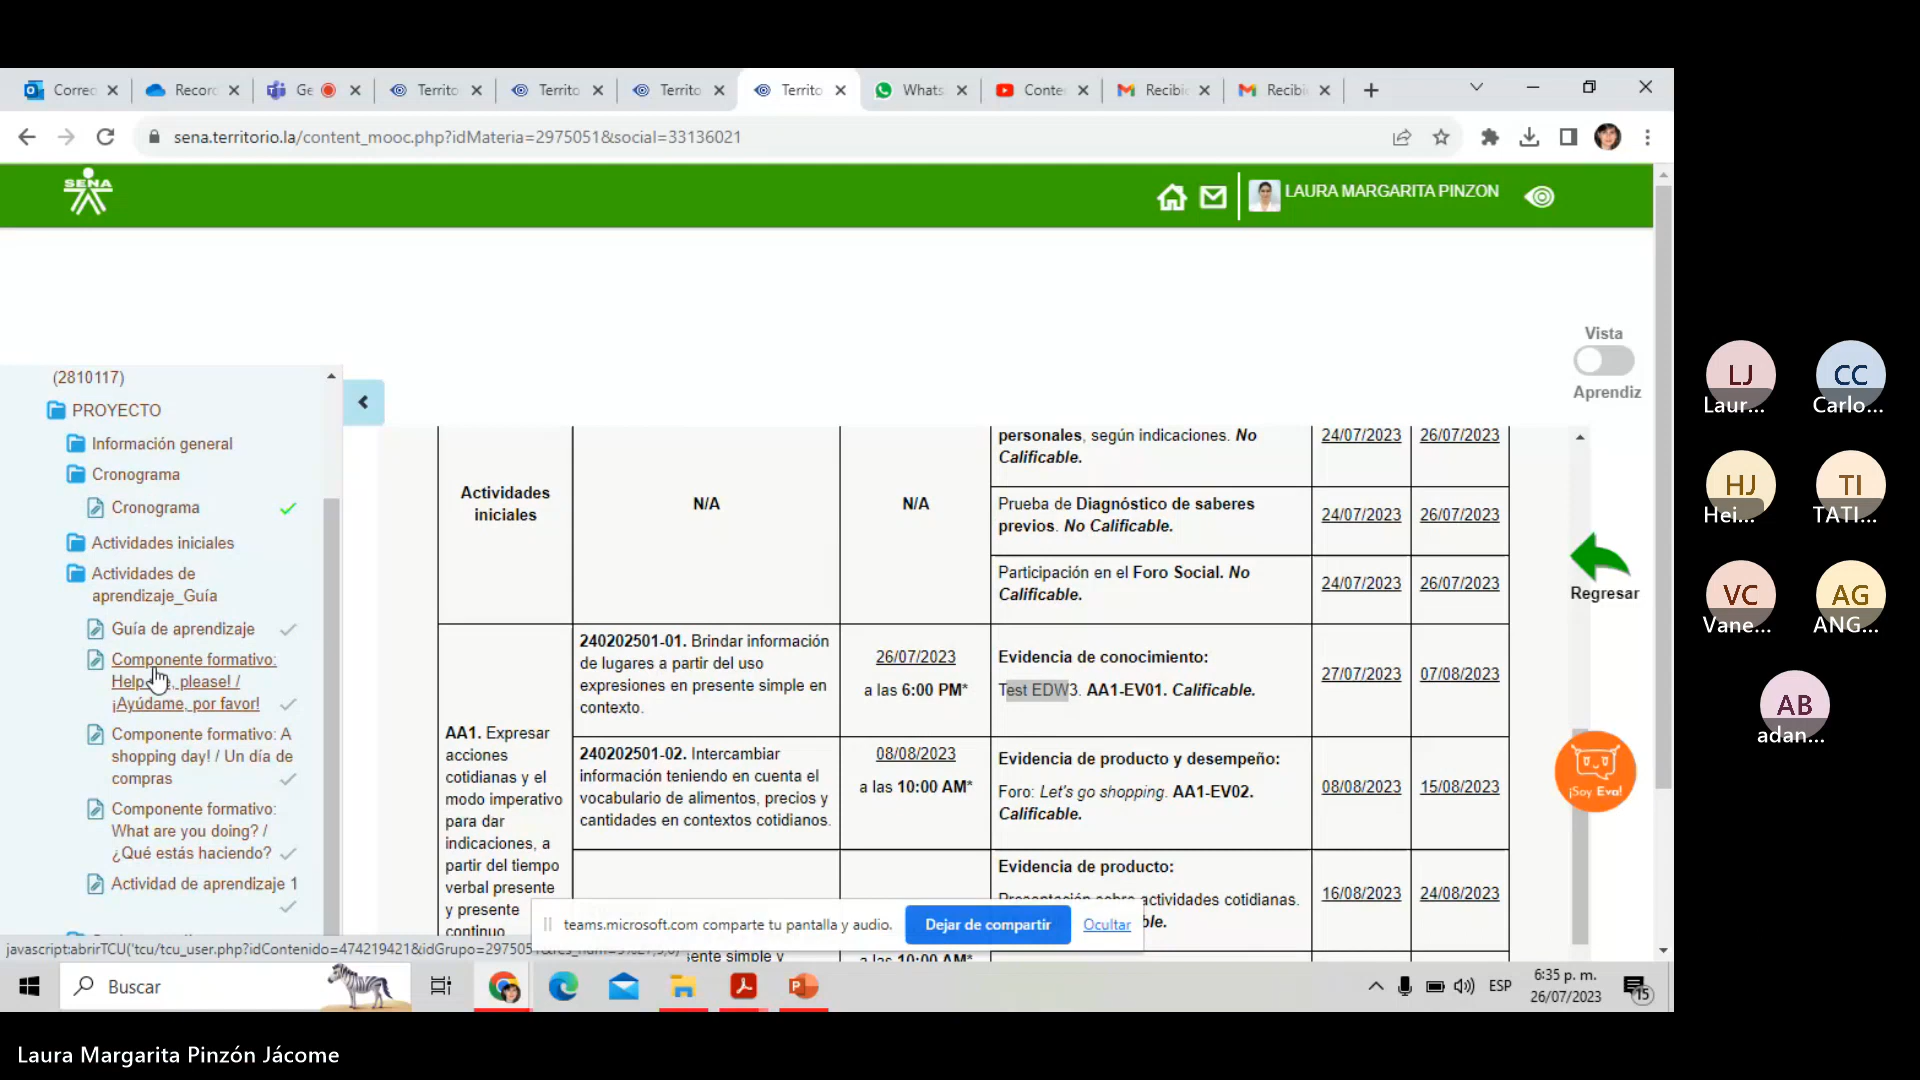 Correc
Recor
Ge
Territo
Territo
Territo
Territo
Whats
Conte
Recibi
Recibi
sena.territorio.la/content_mooc.php?idMateria=2975051&social=33136021
SENA
LAURA MARGARITA PINZON
Vista
Aprendiz
(2810117)
PROYECTO
Información general
Cronograma
Cronograma
Actividades iniciales
Actividades de
aprendizaje_Guía
Guía de aprendizaje
Componente formativo:
please! /
¡Ayúdame, por favor!
Componente formativo: A
shopping day! / Un día de
compras
Componente formativo:
What are you doing? /
¿Qué estás haciendo?
Actividad de aprendizaje 1
Actividades
iniciales
N/A
N/A
personales, según indicaciones. No
Calificable.
24/07/2023
26/07/2023
Prueba de Diagnóstico de saberes
previos. No Calificable.
24/07/2023
26/07/2023
Participación en el Foro Social. No
Calificable.
24/07/2023
26/07/2023
AA1. Expresar
acciones
cotidianas y el
modo imperativo
para dar
indicaciones, a
partir del tiempo
verbal presente
y presente
continuo
240202501-01. Brindar información
de lugares a partir del uso
expresiones en presente simple en
contexto.
26/07/2023
a las 6:00 PM*
Evidencia de conocimiento:
Test EDW3. AA1-EV01. Calificable.
27/07/2023
07/08/2023
240202501-02. Intercambiar
información teniendo en cuenta el
vocabulario de alimentos, precios y
cantidades en contextos cotidianos.
08/08/2023
a las 10:00 AM*
Evidencia de producto y desempeño:
Foro: Let's go shopping. AA1-EV02.
Calificable.
08/08/2023
15/08/2023
Evidencia de producto:
Presentación sobre actividades cotidianas.
16/08/2023
24/08/2023
simple y
a las 10:00 AM*
Regresar
¡Soy Eva!
teams.microsoft.com comparte tu pantalla y audio.
Dejar de compartir
Ocultar
Buscar
ESP
6:35 p. m.
26/07/2023
15
LJ
Laur...
CC
Carlo...
HJ
Hei...
TI
TATI...
VC
Vane...
AG
ANG...
AB
adan...
Laura Margarita Pinzón Jácome